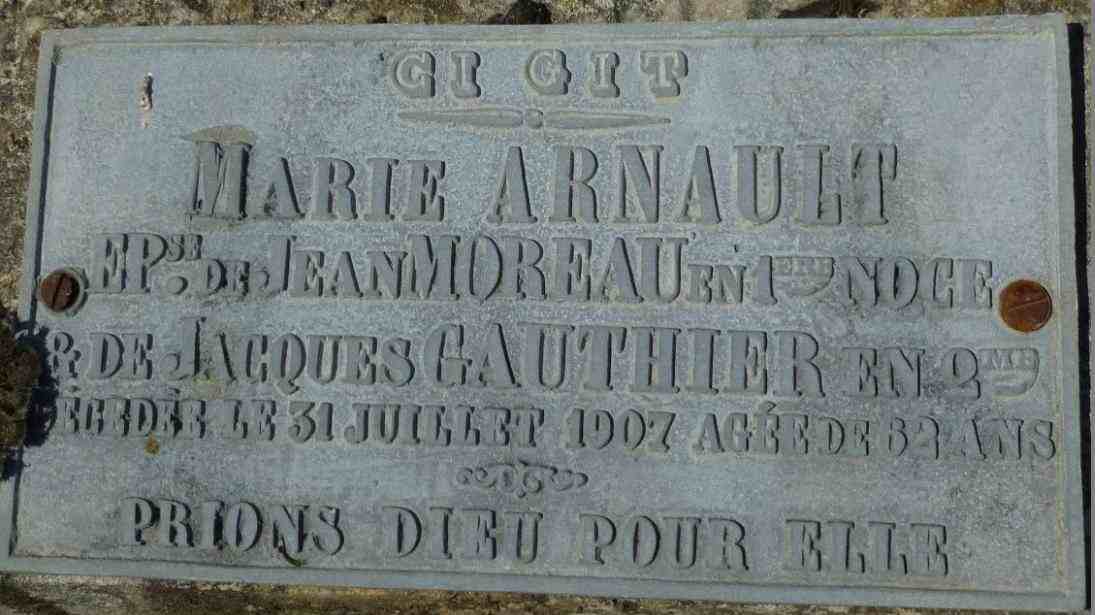 CI GIT
MARIE ARNAULT
EPSE DE JEAN MOREAU EN 1ERE NOCE
& DE JACQUES GAUTHIER EN 2ME
DÉCÉDÉE LE 31 JUILLET 1907 AGÉE DE 62 ANS
PRIONS DIEU POUR ELLE